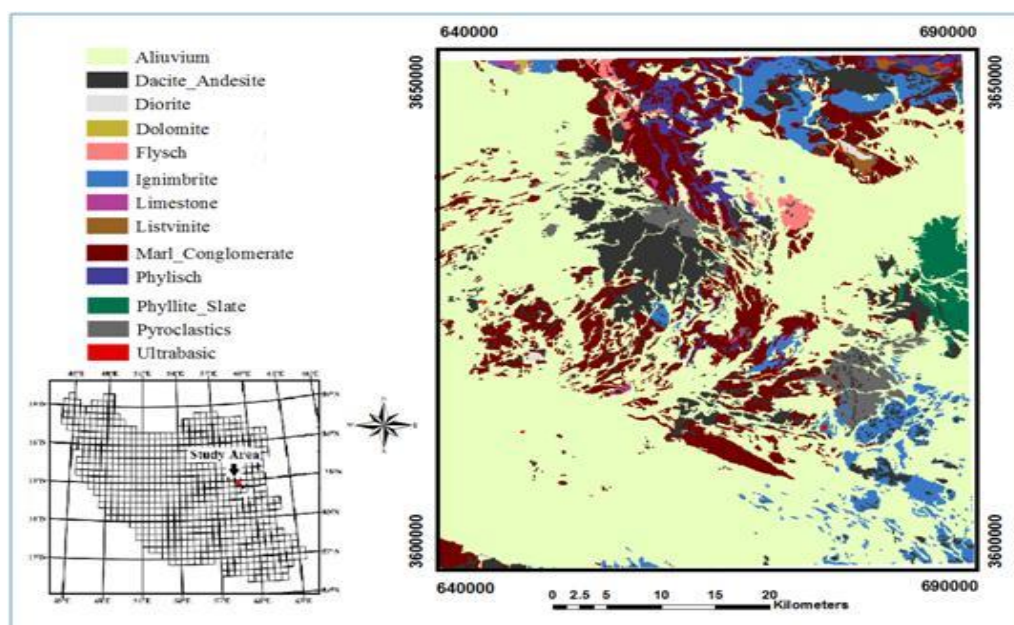 640000
690000
Aliuvium
Dacite_Andesite
Diorite
Dolomite
Flysch
Ignimbrite
Limestone
Listvinite
Marl_Conglomerate
Phylisch
Phyllite_Slate
Pyroclastics
Ultrabasic
3650000
3650000
Study Area
3600000
3600000
640000
690000
0 2.5 5 10 15 20
Kilometers